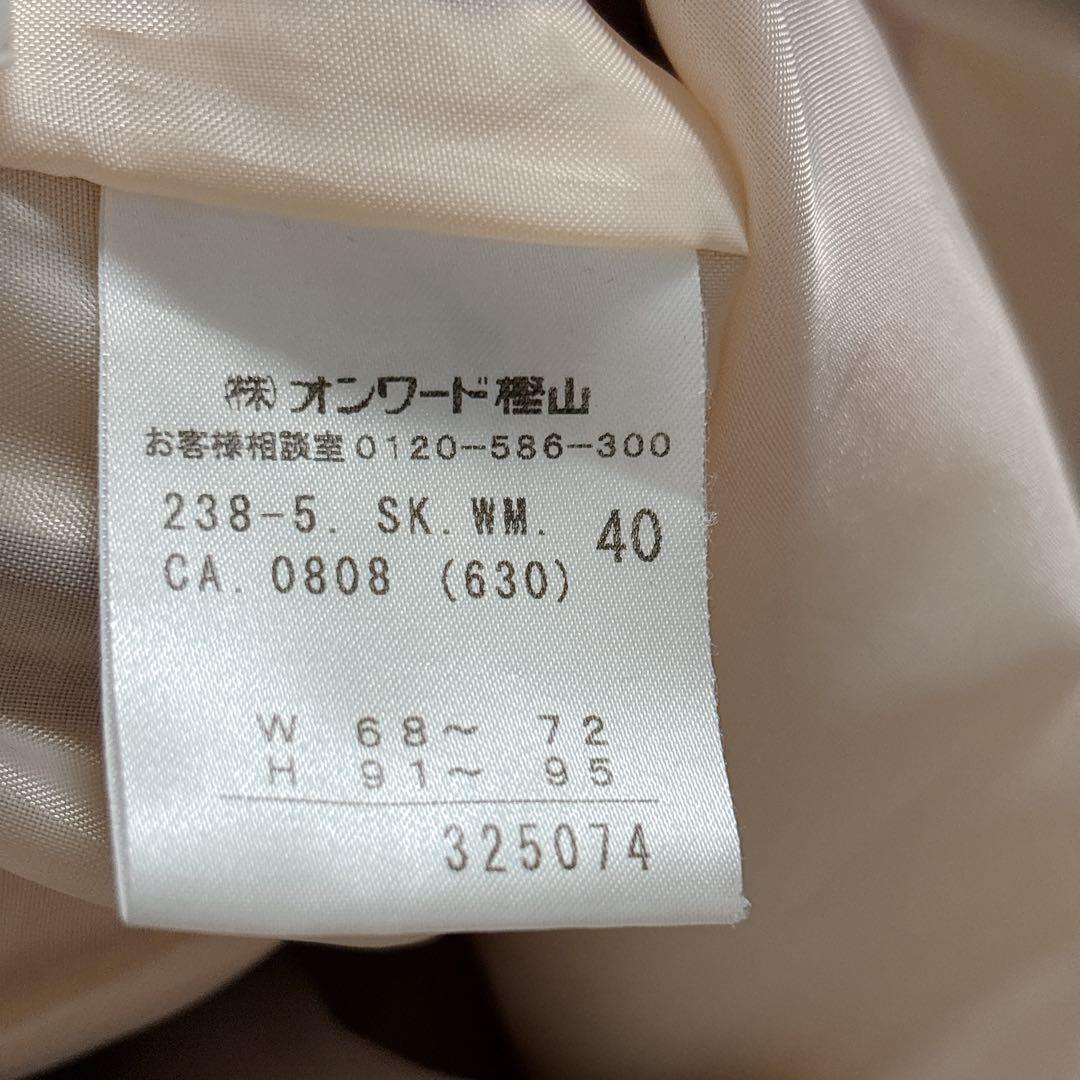 ㈱オンワード樫山
お客様相談室0120-586-300
238-5. SK.WM. 40
CA. 0808 (630)
W 68～ 72
H 91～ 95
325074